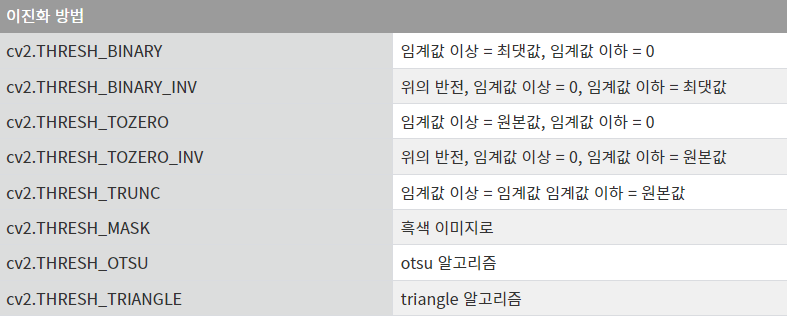 이진화 방법
cv2.THRESH_BINARY 임계값 이상 = 최댓값, 임계값 이하 = 0
cv2.THRESH_BINARY_INV 위의 반전, 임계값 이상 = 0, 임계값 이하 = 최댓값
cv2.THRESH_TOZERO 임계값 이상 = 원본값, 임계값 이하 = 0
cv2.THRESH_TOZERO_INV 위의 반전, 임계값 이상 = 0, 임계값 이하 = 원본값
cv2.THRESH_TRUNC 임계값 이상 = 임계값 임계값 이하 = 원본값
cv2.THRESH_MASK 흑색 이미지로
cv2.THRESH_OTSU otsu 알고리즘
cv2.THRESH_TRIANGLE triangle 알고리즘